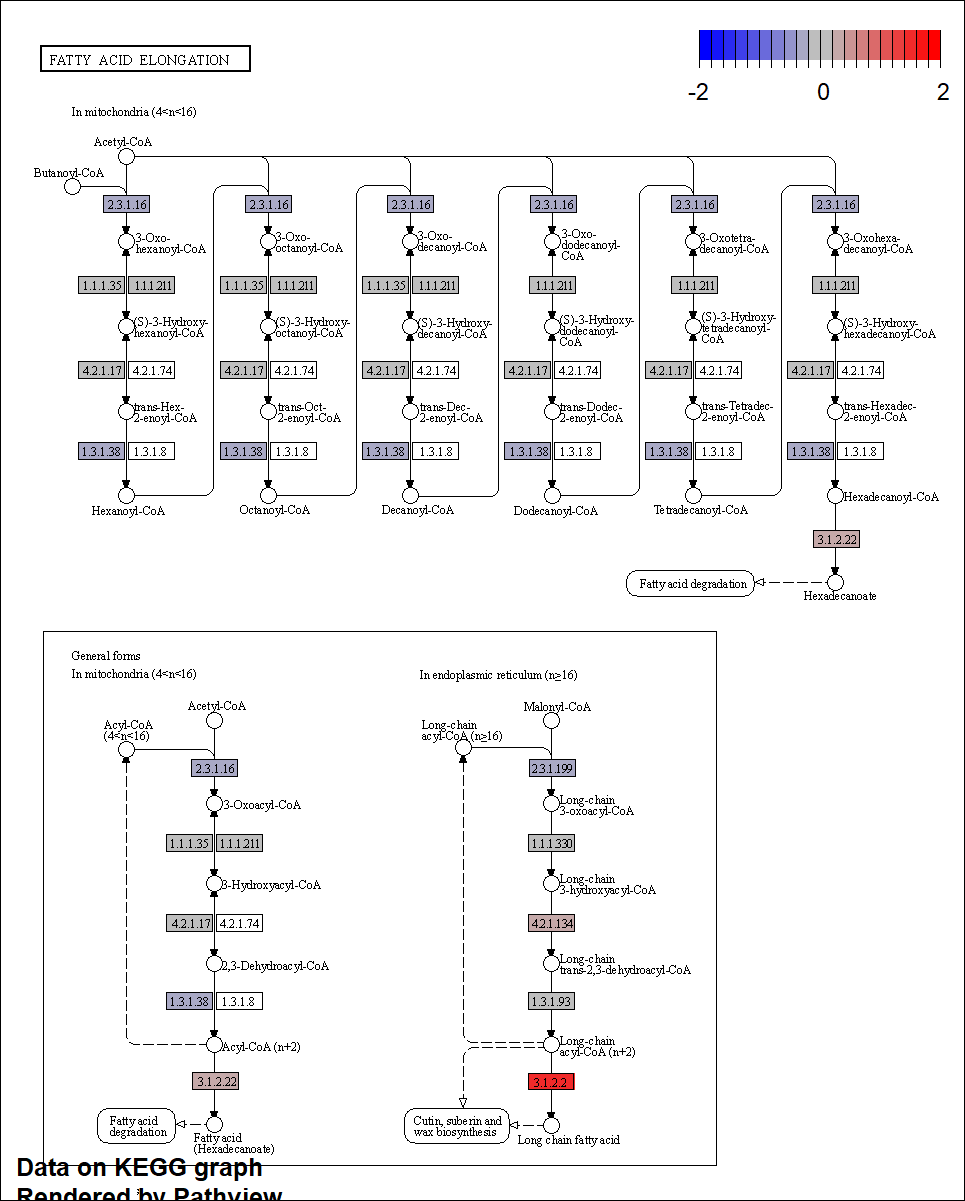 FATTY ACID ELONGATION
-2 0 2
In mitochondria (4<n<16)
Acetyl-CoA
Butanoyl-CoA
2.3.1.16 2.3.1.16 2.3.1.16 2.3.1.16 2.3.1.16 2.3.1.16
3-Oxo- 3-Oxo- 3-Oxo- 3-Oxo- 3-Oxotetra- 3-Oxohexa-
hexanoyl-CoA octanoyl-CoA decanoyl-CoA dodecanoyl- decanoyl-CoA decanoyl-CoA
CoA
1.1.1.35 1.1.1.211 1.1.1.35 1.1.1.211 1.1.1.35 1.1.1.211 1.1.1.211 1.1.1.211 1.1.1.211
(S)-3-Hydroxy- (S)-3-Hydroxy- (S)-3-Hydroxy- (S)-3-Hydroxy- (S)-3-Hydroxy- (S)-3-Hydroxy-
hexanoyl-CoA octanoyl-CoA decanoyl-CoA dodecanoyl- tetradecanoyl- hexadecanoyl-CoA
CoA CoA
4.2.1.17 4.2.1.74 4.2.1.17 4.2.1.74 4.2.1.17 4.2.1.74 4.2.1.17 4.2.1.74 4.2.1.17 4.2.1.74 4.2.1.17 4.2.1.74
trans-Hex- trans-Oct- trans-Dec- trans-Dodec- trans-Tetradec- trans-Hexadec-
2-enoyl-CoA 2-enoyl-CoA 2-enoyl-CoA 2-enoyl-CoA 2-enoyl-CoA 2-enoyl-CoA
1.3.1.38 1.3.1.8 1.3.1.38 1.3.1.8 1.3.1.38 1.3.1.8 1.3.1.38 1.3.1.8 1.3.1.38 1.3.1.8 1.3.1.38 1.3.1.8
Hexanoyl-CoA Octanoyl-CoA Decanoyl-CoA Dodecanoyl-CoA Tetradecanoyl-CoA Hexadecanoyl-CoA
3.1.2.22
Fatty acid degradation
Hexadecanoate
General forms
In mitochondria (4<n<16)
Acetyl-CoA
Acyl-CoA
(4<n<16)
2.3.1.16
3-Oxoacyl-CoA
1.1.1.35 1.1.1.211
3-Hydroxyacyl-CoA
4.2.1.17 4.2.1.74
2,3-Dehydroacyl-CoA
1.3.1.38 1.3.1.8
Acyl-CoA (n+2)
3.1.2.22
Fatty acid
degradation
Fatty acid
(Hexadecanoate)
In endoplasmic reticulum (n≥16)
Malonyl-CoA
Long-chain
acyl-CoA (n≥16)
2.3.1.199
Long-chain
3-oxoacyl-CoA
1.1.1.330
Long-chain
3-hydroxyacyl-CoA
4.2.1.134
Long-chain
trans-2,3-dehydroacyl-CoA
1.3.1.93
Long-chain
acyl-CoA (n+2)
3.1.2.2
Cutin, suberin and
wax biosynthesis
Long chain fatty acid
Data on KEGG graph
Rendered by Pathview